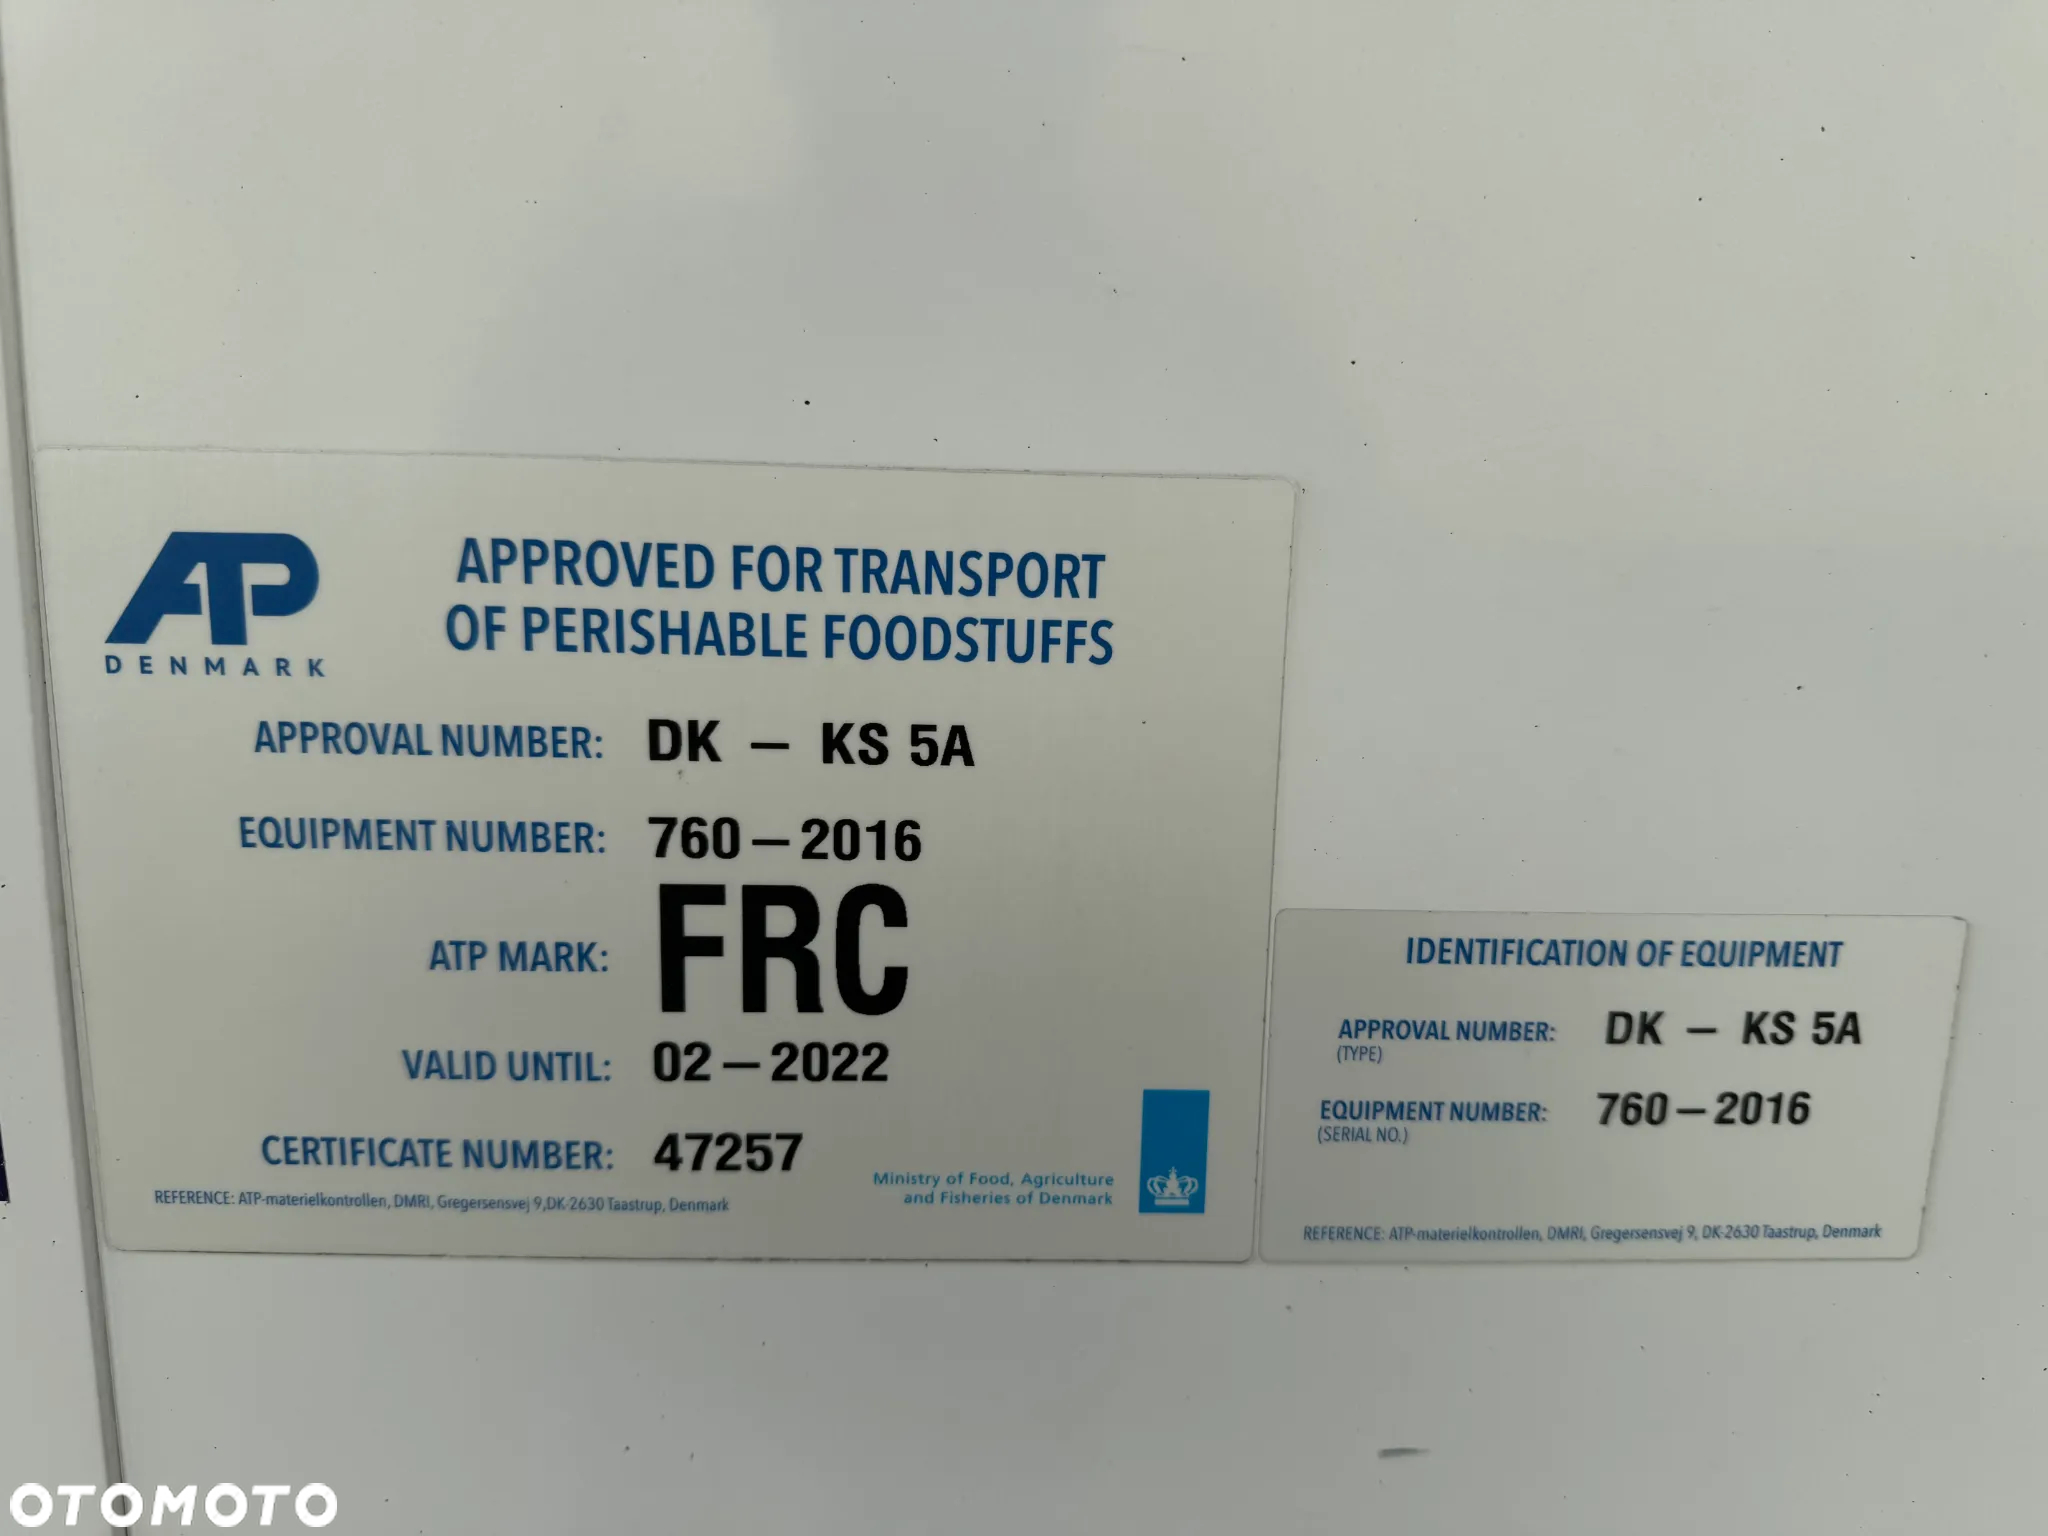 ATP
DENMARK
APPROVED FOR TRANSPORT
OF PERISHABLE FOODSTUFFS
APPROVAL NUMBER: DK – KS 5A
EQUIPMENT NUMBER: 760–2016
ATP MARK: FRC
VALID UNTIL: 02–2022
CERTIFICATE NUMBER: 47257
REFERENCE: ATP-materielkontrollen, DMRI, Gregersensvej 9,DK-2630 Taastrup, Denmark
Ministry of Food, Agriculture
and Fisheries of Denmark
IDENTIFICATION OF EQUIPMENT
APPROVAL NUMBER: DK – KS 5A
(TYPE)
EQUIPMENT NUMBER: 760–2016
(SERIAL NO.)
REFERENCE: ATP-materielkontrollen, DMRI, Gregersensvej 9, DK-2630 Taastrup, Denmark
OTOMOTO